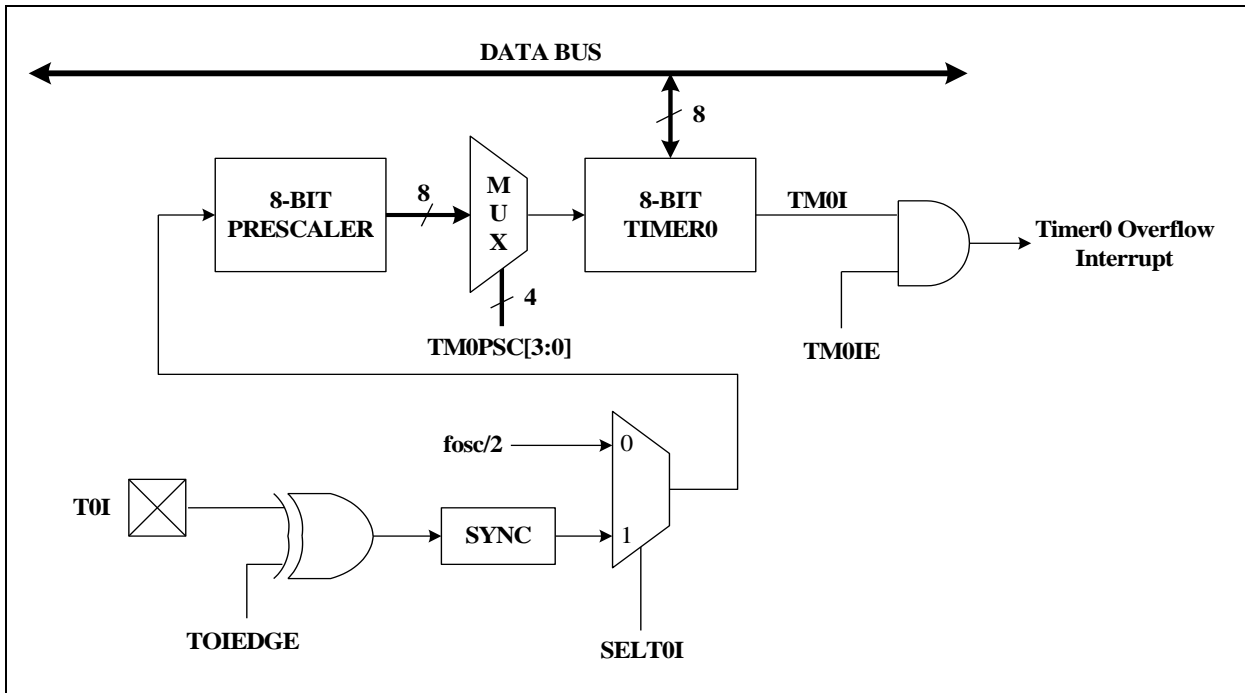 DATA BUS
8
8-BIT
PRESCALER
8
M
U
X
8-BIT
TIMER0
TM0I
Timer0 Overflow
Interrupt
4
TM0PSC[3:0]
TM0IE
fosc/2
0
T0I
SYNC
1
TOIEDGE
SELT0I